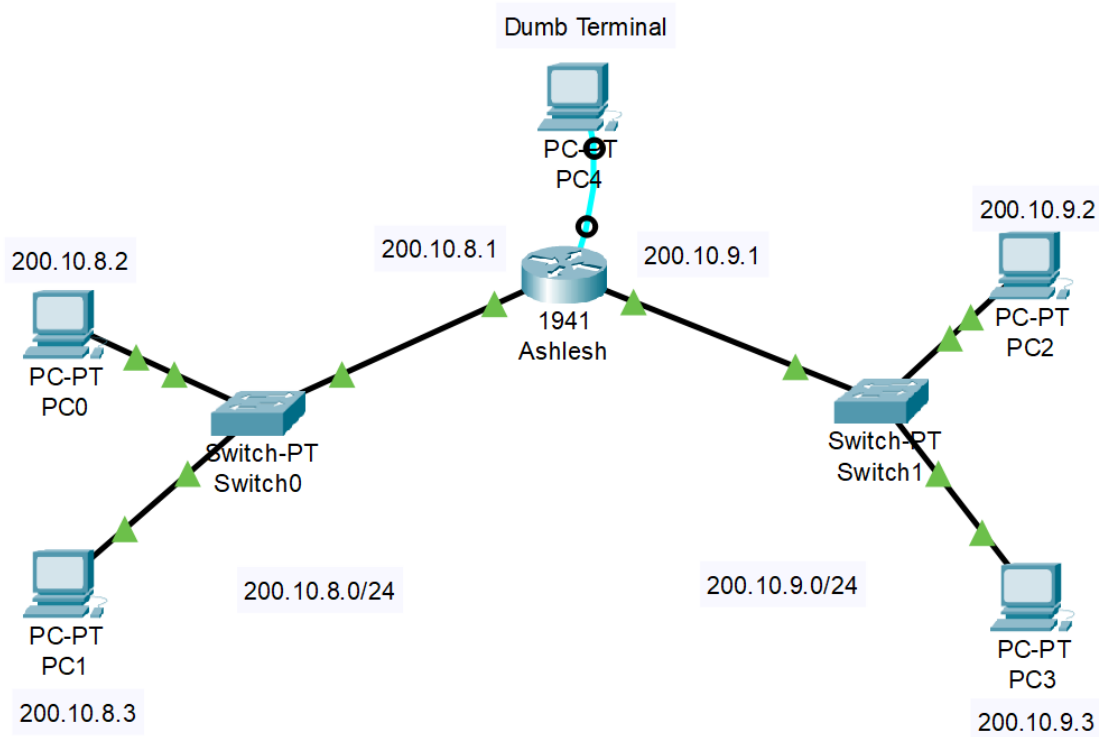 Dumb Terminal
PC-PT
PC4
200.10.9.2
200.10.8.1
200.10.9.1
200.10.8.2
1941
Ashlesh
PC-PT
PC2
PC-PT
PC0
Switch-PT
Switch0
Switch-PT
Switch1
200.10.8.0/24
200.10.9.0/24
PC-PT
PC1
PC-PT
PC3
200.10.8.3
200.10.9.3